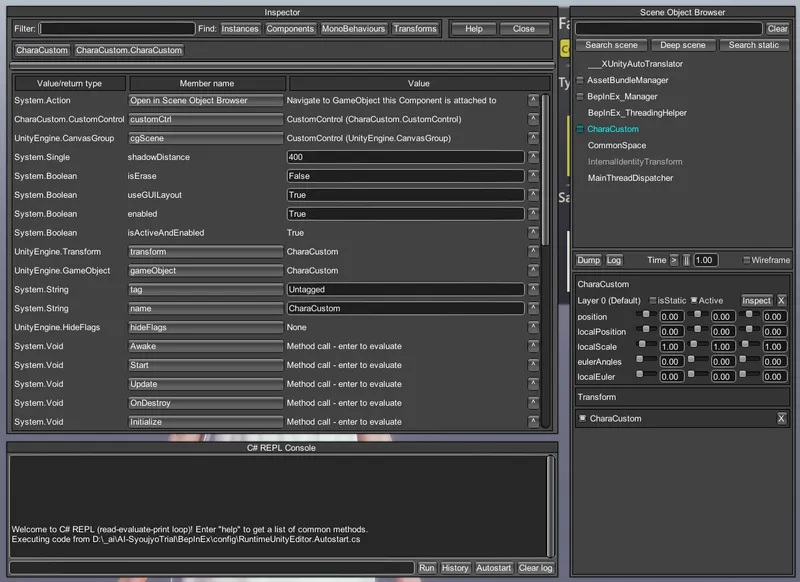 Inspector
Filter: Find: Instances Components MonoBehaviours Transforms Help Close
CharaCustom CharaCustom.CharaCustom
Value/return type Member name Value
System.Action Open in Scene Object Browser Navigate to GameObject this Component is attached to ^
CharaCustom.CustomControl customCtrl CustomControl (CharaCustom.CustomControl) ^
UnityEngine.CanvasGroup cgScene CustomControl (UnityEngine.CanvasGroup) ^
System.Single shadowDistance 400 ^
System.Boolean isErase False ^
System.Boolean useGUILayout True ^
System.Boolean enabled True ^
System.Boolean isActiveAndEnabled True ^
UnityEngine.Transform transform CharaCustom ^
UnityEngine.GameObject gameObject CharaCustom ^
System.String tag Untagged ^
System.String name CharaCustom ^
UnityEngine.HideFlags hideFlags None ^
System.Void Awake Method call - enter to evaluate ^
System.Void Start Method call - enter to evaluate ^
System.Void Update Method call - enter to evaluate ^
System.Void OnDestroy Method call - enter to evaluate ^
System.Void Initialize Method call - enter to evaluate ^
C# REPL Console
Welcome to C# REPL (read-evaluate-print loop)! Enter "help" to get a list of common methods.
Executing code from D:\_ai\AI-SyoujyoTrial\BepInEx\config\RuntimeUnityEditor.Autostart.cs
Run History Autostart Clear log
Scene Object Browser
Clear
Search scene Deep scene Search static
___XUnityAutoTranslator
AssetBundleManager
BepInEx_Manager
BepInEx_ThreadingHelper
CharaCustom
CommonSpace
InternalIdentityTransform
MainThreadDispatcher
Dump Log Time > || 1.00 Wireframe
CharaCustom
Layer 0 (Default) isStatic Active Inspect X
position 0.00 0.00 0.00
localPosition 0.00 0.00 0.00
localScale 1.00 1.00 1.00
eulerAngles 0.00 0.00 0.00
localEuler 0.00 0.00 0.00
Transform
CharaCustom X